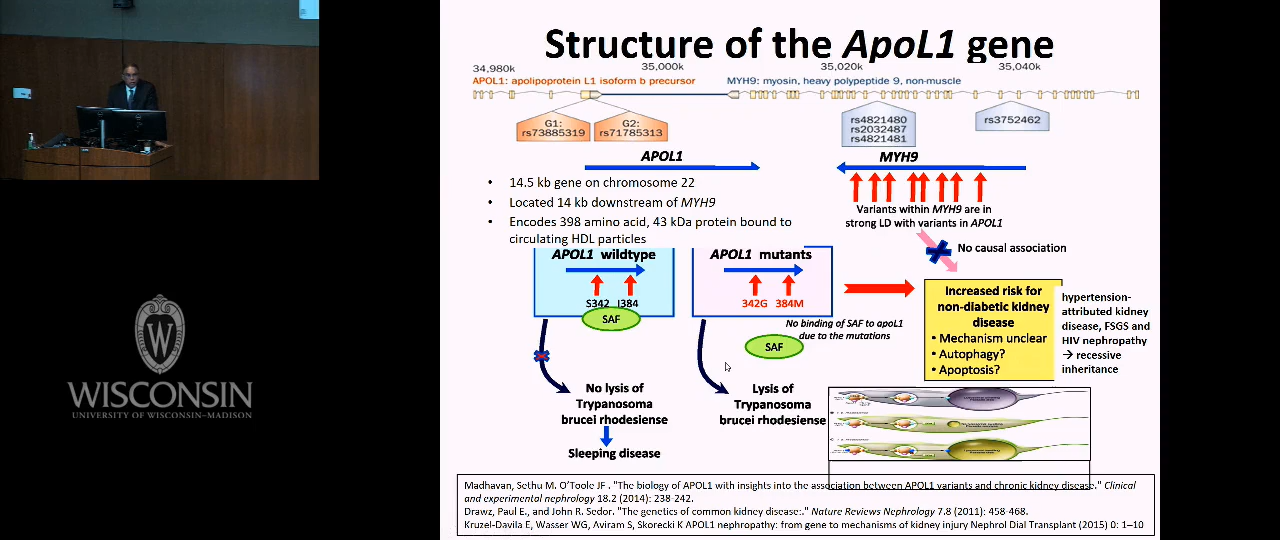 Structure of the ApoL1 gene
34,980k 35,000k 35,020k 35,040k
APOL1: apolipoprotein L1 isoform b precursor
MYH9: myosin, heavy polypeptide 9, non-muscle
G1:
rs73885319
G2:
rs71785313
rs4821480
rs2032487
rs4821481
rs3752462
APOL1
MYH9
• 14.5 kb gene on chromosome 22
• Located 14 kb downstream of MYH9
• Encodes 398 amino acid, 43 kDa protein bound to
circulating HDL particles
Variants within MYH9 are in
strong LD with variants in APOL1
No causal association
APOL1 wildtype
S342 I384
SAF
APOL1 mutants
342G 384M
No binding of SAF to apoL1
due to the mutations
SAF
Increased risk for
non-diabetic kidney
disease
• Mechanism unclear
• Autophagy?
• Apoptosis?
hypertension-
attributed kidney
disease, FSGS and
HIV nephropathy
→ recessive
inheritance
No lysis of
Trypanosoma
brucei rhodesiense
Sleeping disease
Lysis of
Trypanosoma
brucei rhodesiense
W
WISCONSIN
UNIVERSITY OF WISCONSIN-MADISON
Madhavan, Sethu M. O'Toole JF . "The biology of APOL1 with insights into the association between APOL1 variants and chronic kidney disease." Clinical
and experimental nephrology 18.2 (2014): 238-242.
Drawz, Paul E., and John R. Sedor. "The genetics of common kidney disease:." Nature Reviews Nephrology 7.8 (2011): 458-468.
Kruzel-Davila E, Wasser WG, Aviram S, Skorecki K APOL1 nephropathy: from gene to mechanisms of kidney injury Nephrol Dial Transplant (2015) 0: 1–10